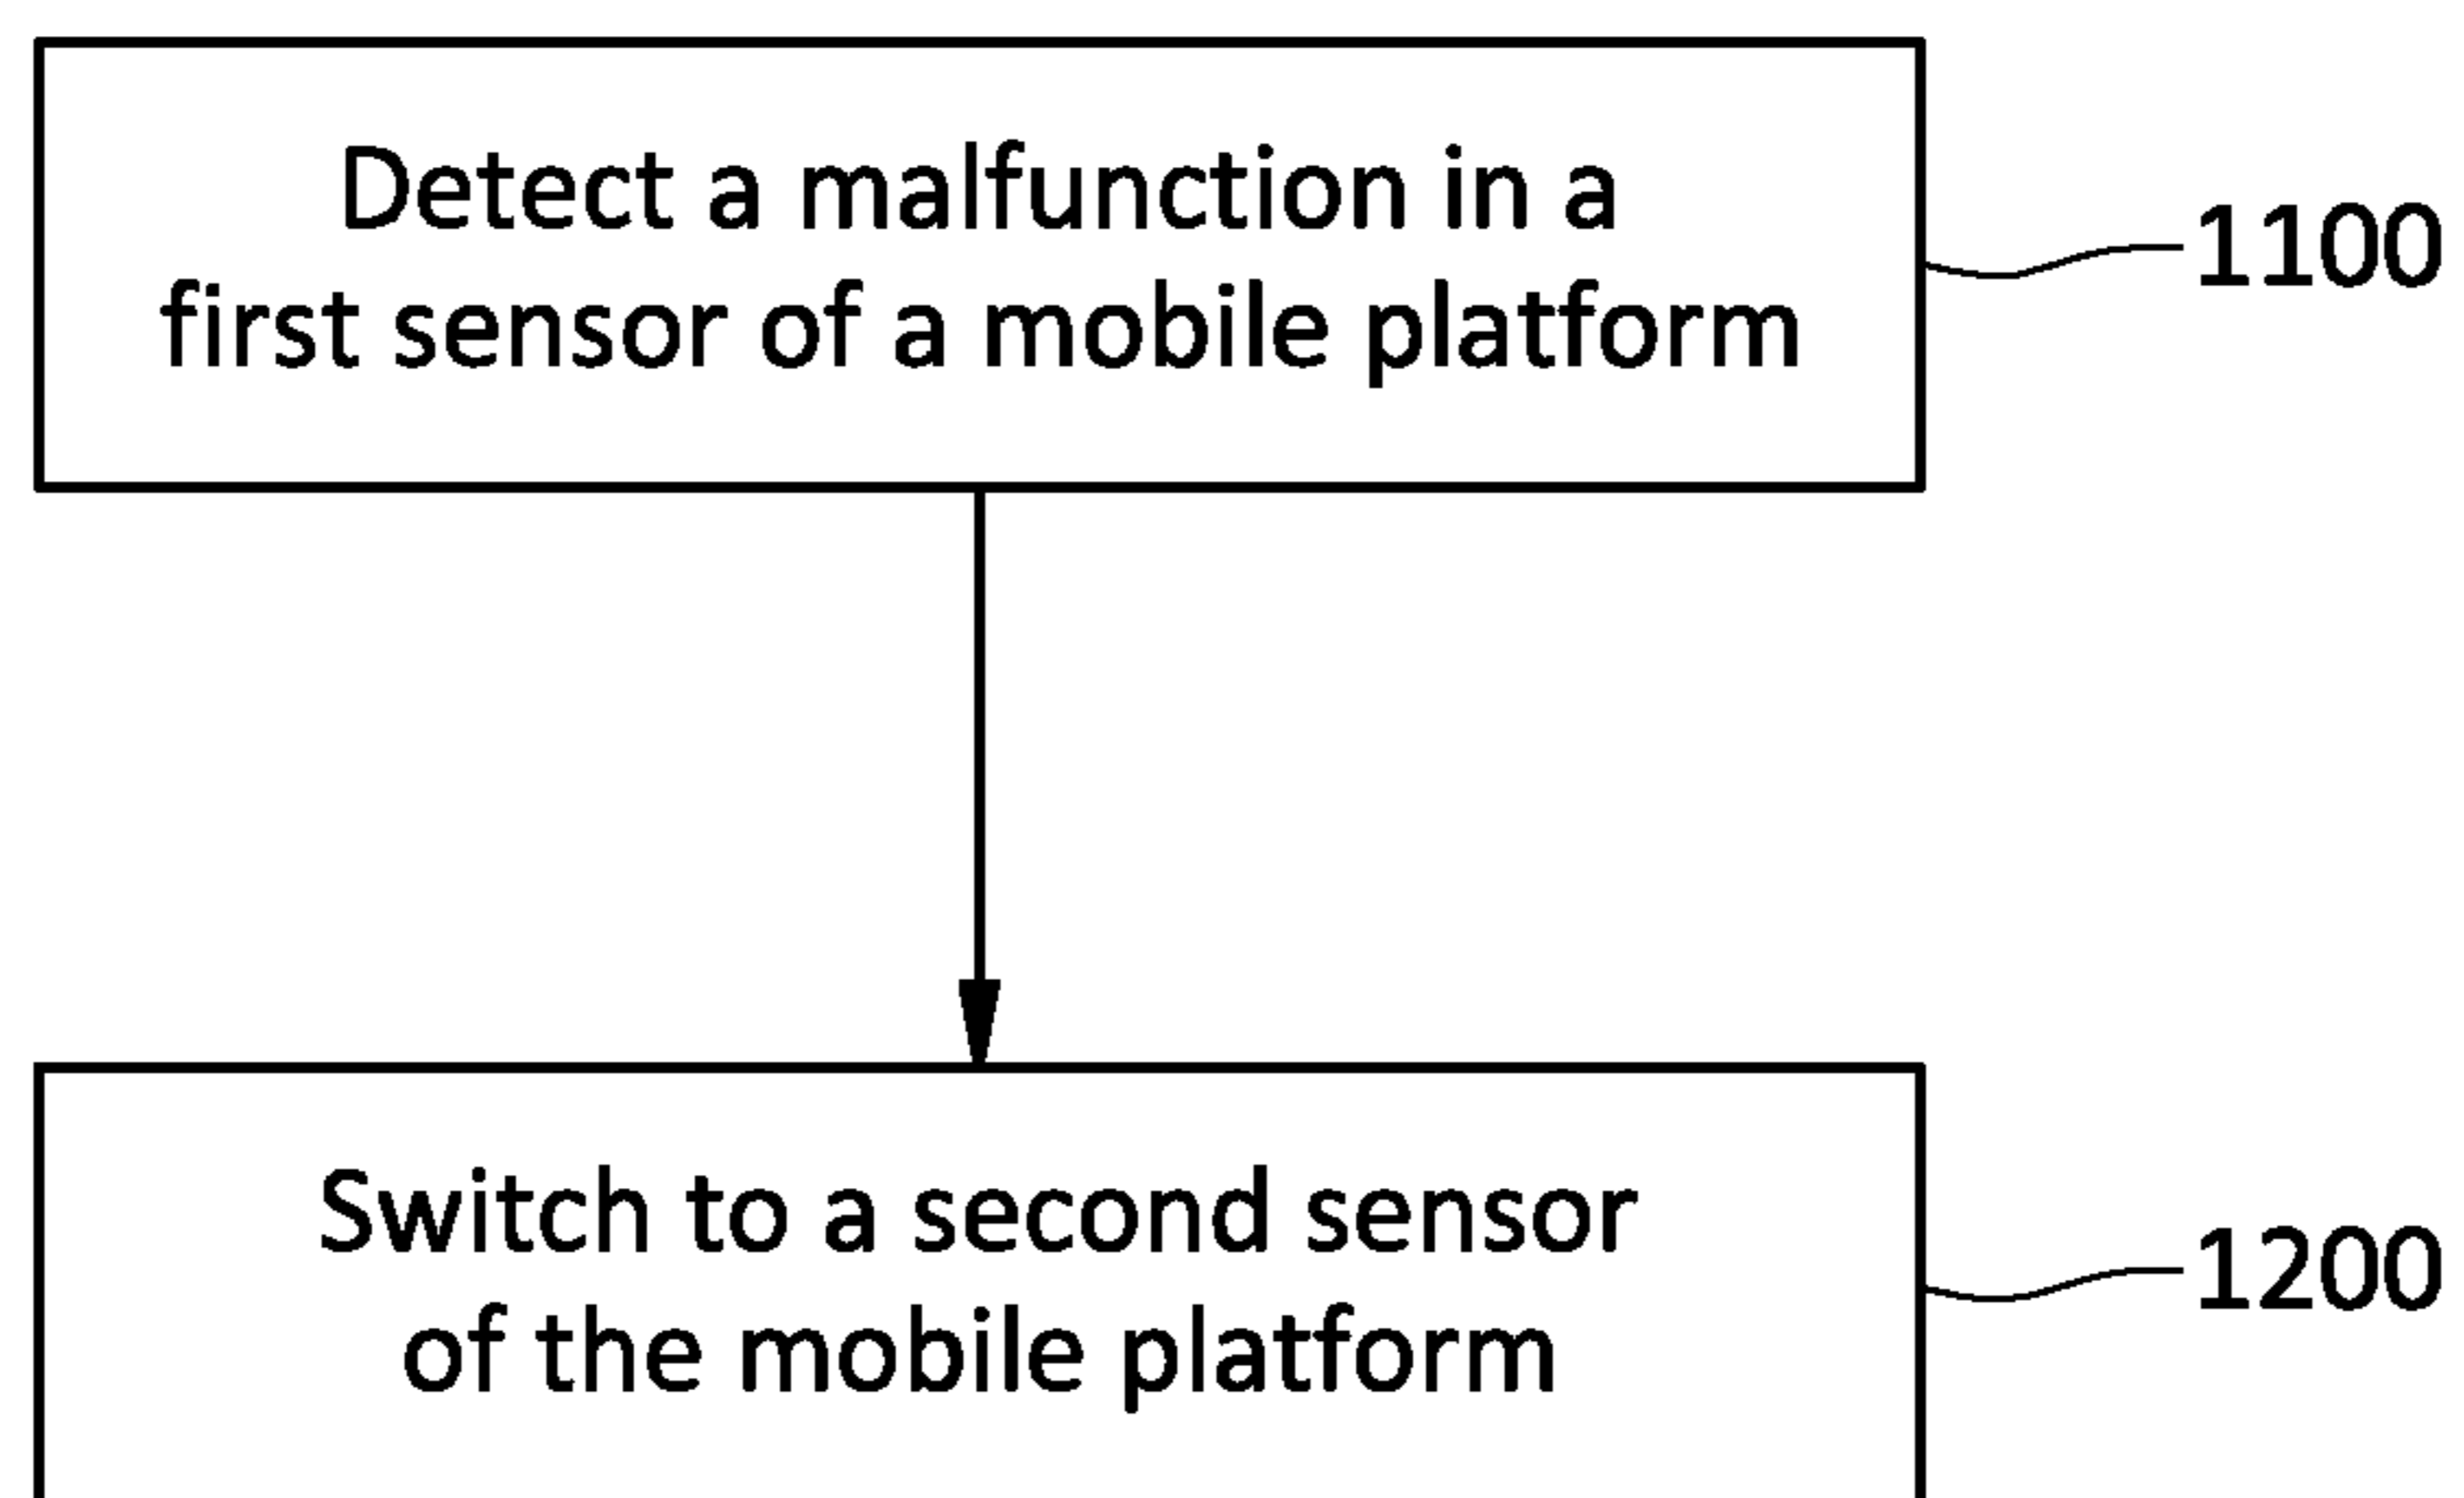 Detect a malfunction in a
first sensor of a mobile platform
1100
Switch to a second sensor
of the mobile platform
1200